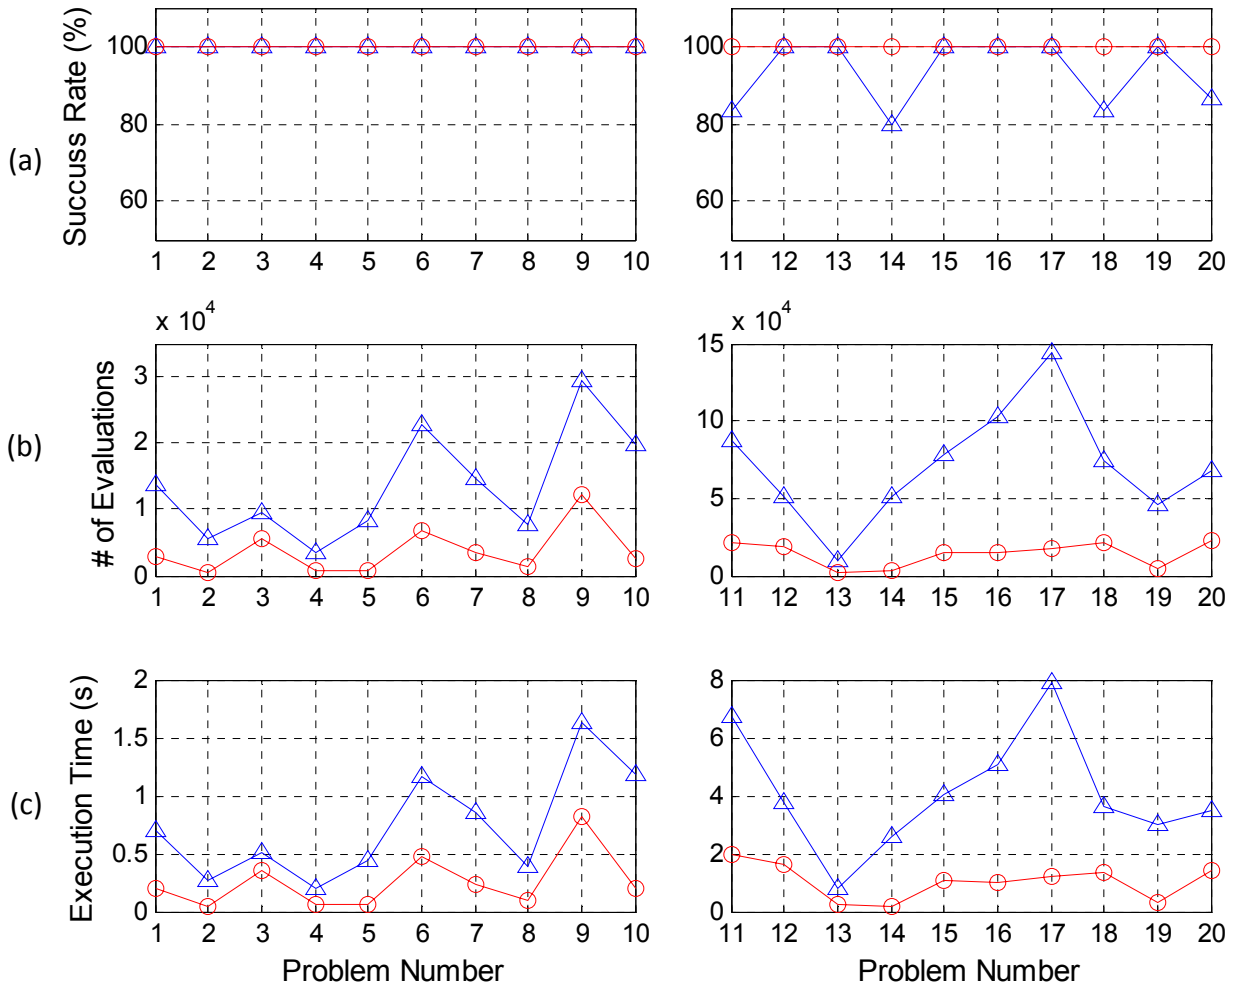 (a)
Succuss Rate (%)
100
80
60
1 2 3 4 5 6 7 8 9 10
100
80
60
11 12 13 14 15 16 17 18 19 20
(b)
# of Evaluations
x 10^4
3
2
1
0
1 2 3 4 5 6 7 8 9 10
x 10^4
15
10
5
0
11 12 13 14 15 16 17 18 19 20
(c)
Execution Time (s)
2
1.5
1
0.5
0
1 2 3 4 5 6 7 8 9 10
Problem Number
8
6
4
2
0
11 12 13 14 15 16 17 18 19 20
Problem Number